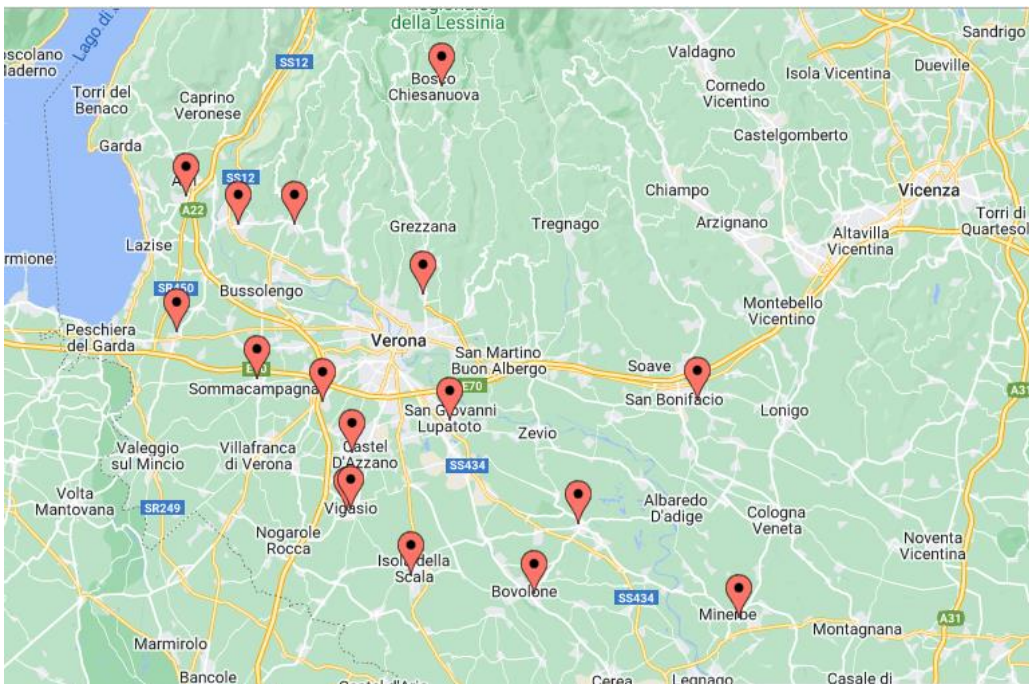 Lago di
della Lessinia
SS12
Bosco
Chiesanuova
Valdagno
Sandrigo
Dueville
Isola Vicentina
Cornedo
Vicentino
Torri del
Benaco
Caprino
Veronese
Castelgomberto
Garda
SS12
A22
Chiampo
Vicenza
Grezzana
Tregnago
Arzignano
Torri di
Lazise
Altavilla
Vicentina
Bussolengo
SR450
Montebello
Vicentino
Peschiera
del Garda
Verona
San Martino
Buon Albergo
Soave
E70
A31
Sommacampagna
San Giovanni
Lupatoto
San Bonifacio
Lonigo
Zevio
Valeggio
sul Mincio
Villafranca
di Verona
Castel
D'Azzano
SS434
Volta
Mantovana
SR249
Vigasio
Albaredo
D'adige
Cologna
Veneta
Nogarole
Rocca
Noventa
Vicentina
Isola della
Scala
Bovolone
SS434
Minerbe
A31
Montagnana
Marmirolo
Bancole
Cerea
Legnago
Casale di